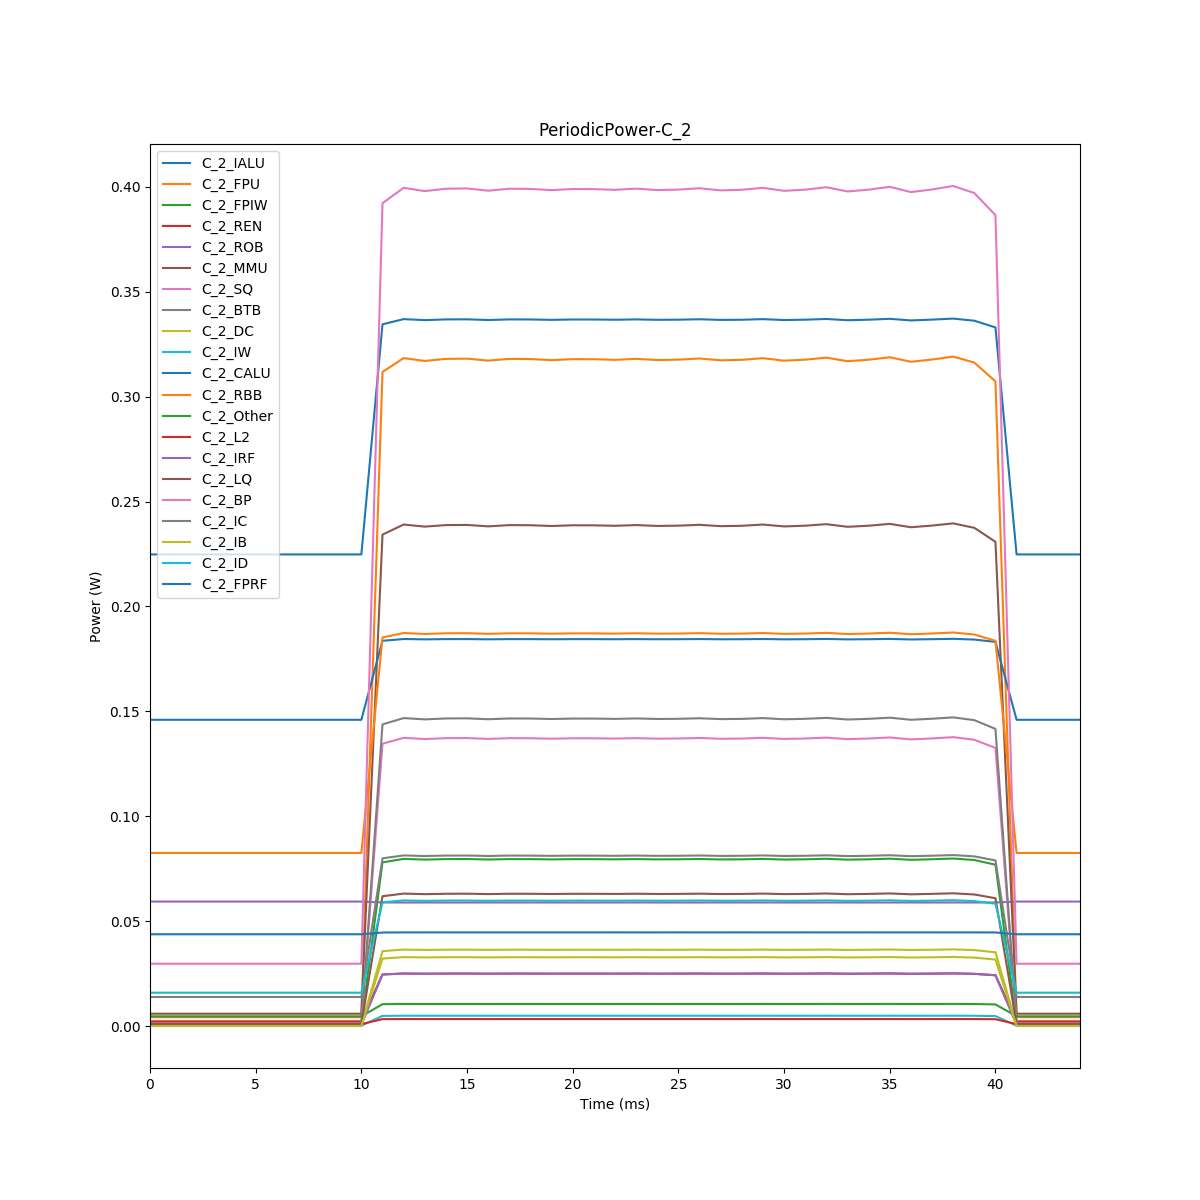 PeriodicPower-C_2
C_2_IALU
C_2_FPU
C_2_FPIW
C_2_REN
C_2_ROB
C_2_MMU
C_2_SQ
C_2_BTB
C_2_DC
C_2_IW
C_2_CALU
C_2_RBB
C_2_Other
C_2_L2
C_2_IRF
C_2_LQ
C_2_BP
C_2_IC
C_2_IB
C_2_ID
C_2_FPRF
0.40
0.35
0.30
0.25
0.20
0.15
0.10
0.05
0.00
Power (W)
0 5 10 15 20 25 30 35 40
Time (ms)